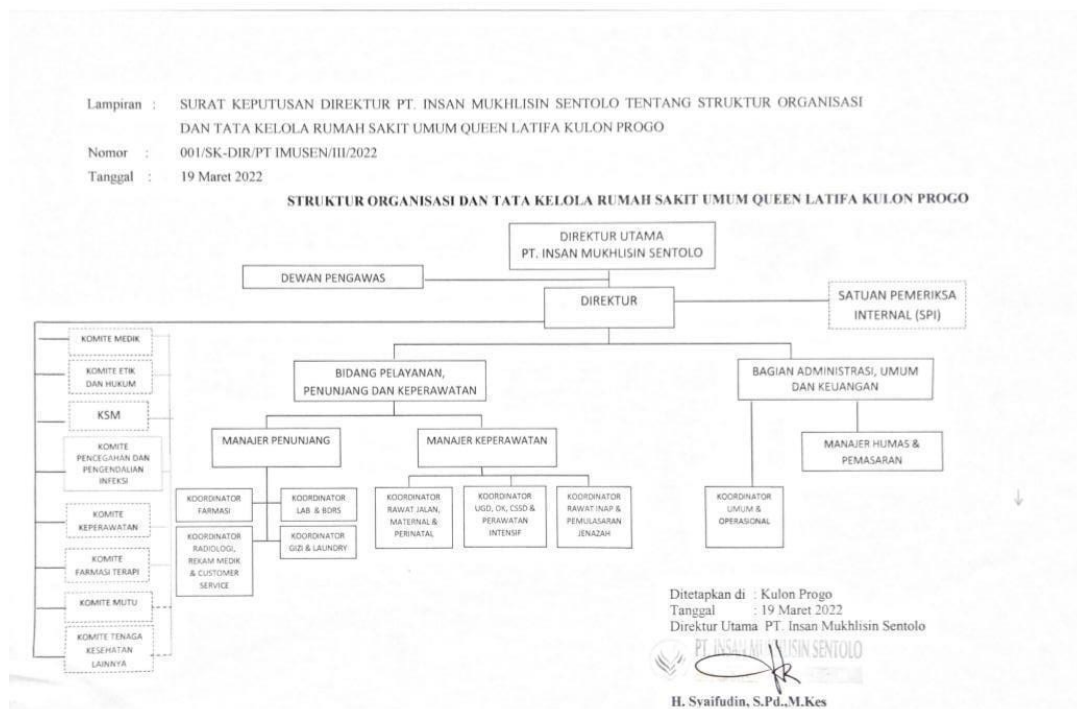 Lampiran : SURAT KEPUTUSAN DIREKTUR PT. INSAN MUKHLISIN SENTOLO TENTANG STRUKTUR ORGANISASI
DAN TATA KELOLA RUMAH SAKIT UMUM QUEEN LATIFA KULON PROGO
Nomor : 001/SK-DIR/PT IMUSEN/III/2022
Tanggal : 19 Maret 2022
STRUKTUR ORGANISASI DAN TATA KELOLA RUMAH SAKIT UMUM QUEEN LATIFA KULON PROGO
DIREKTUR UTAMA
PT. INSAN MUKHLISIN SENTOLO
DEWAN PENGAWAS
DIREKTUR
SATUAN PEMERIKSA
INTERNAL (SPI)
KOMITE MEDIK
KOMITE ETIK
DAN HUKUM
KSM
KOMITE
PENCEGAHAN DAN
PENGENDALIAN
INFEKSI
KOMITE
KEPERAWATAN
KOMITE
FARMASI TERAPI
KOMITE MUTU
KOMITE TENAGA
KESEHATAN
LAINNYA
BIDANG PELAYANAN,
PENUNJANG DAN KEPERAWATAN
BAGIAN ADMINISTRASI, UMUM
DAN KEUANGAN
MANAJER PENUNJANG
MANAJER KEPERAWATAN
MANAJER HUMAS &
PEMASARAN
KOORDINATOR
FARMASI
KOORDINATOR
LAB & BDRS
KOORDINATOR
RADIOLOGI,
REKAM MEDIK
& CUSTOMER
SERVICE
KOORDINATOR
GIZI & LAUNDRY
KOORDINATOR
RAWAT JALAN,
MATERNAL &
PERINATAL
KOORDINATOR
UGD, OK, CSSD &
PERAWATAN
INTENSIF
KOORDINATOR
RAWAT INAP &
PEMULASARAN
JENAZAH
KOORDINATOR
UMUM &
OPERASIONAL
Ditetapkan di : Kulon Progo
Tanggal : 19 Maret 2022
Direktur Utama PT. Insan Mukhlisin Sentolo
PT. INSAN MUKHLISIN SENTOLO
H. Syaifudin, S.Pd.,M.Kes